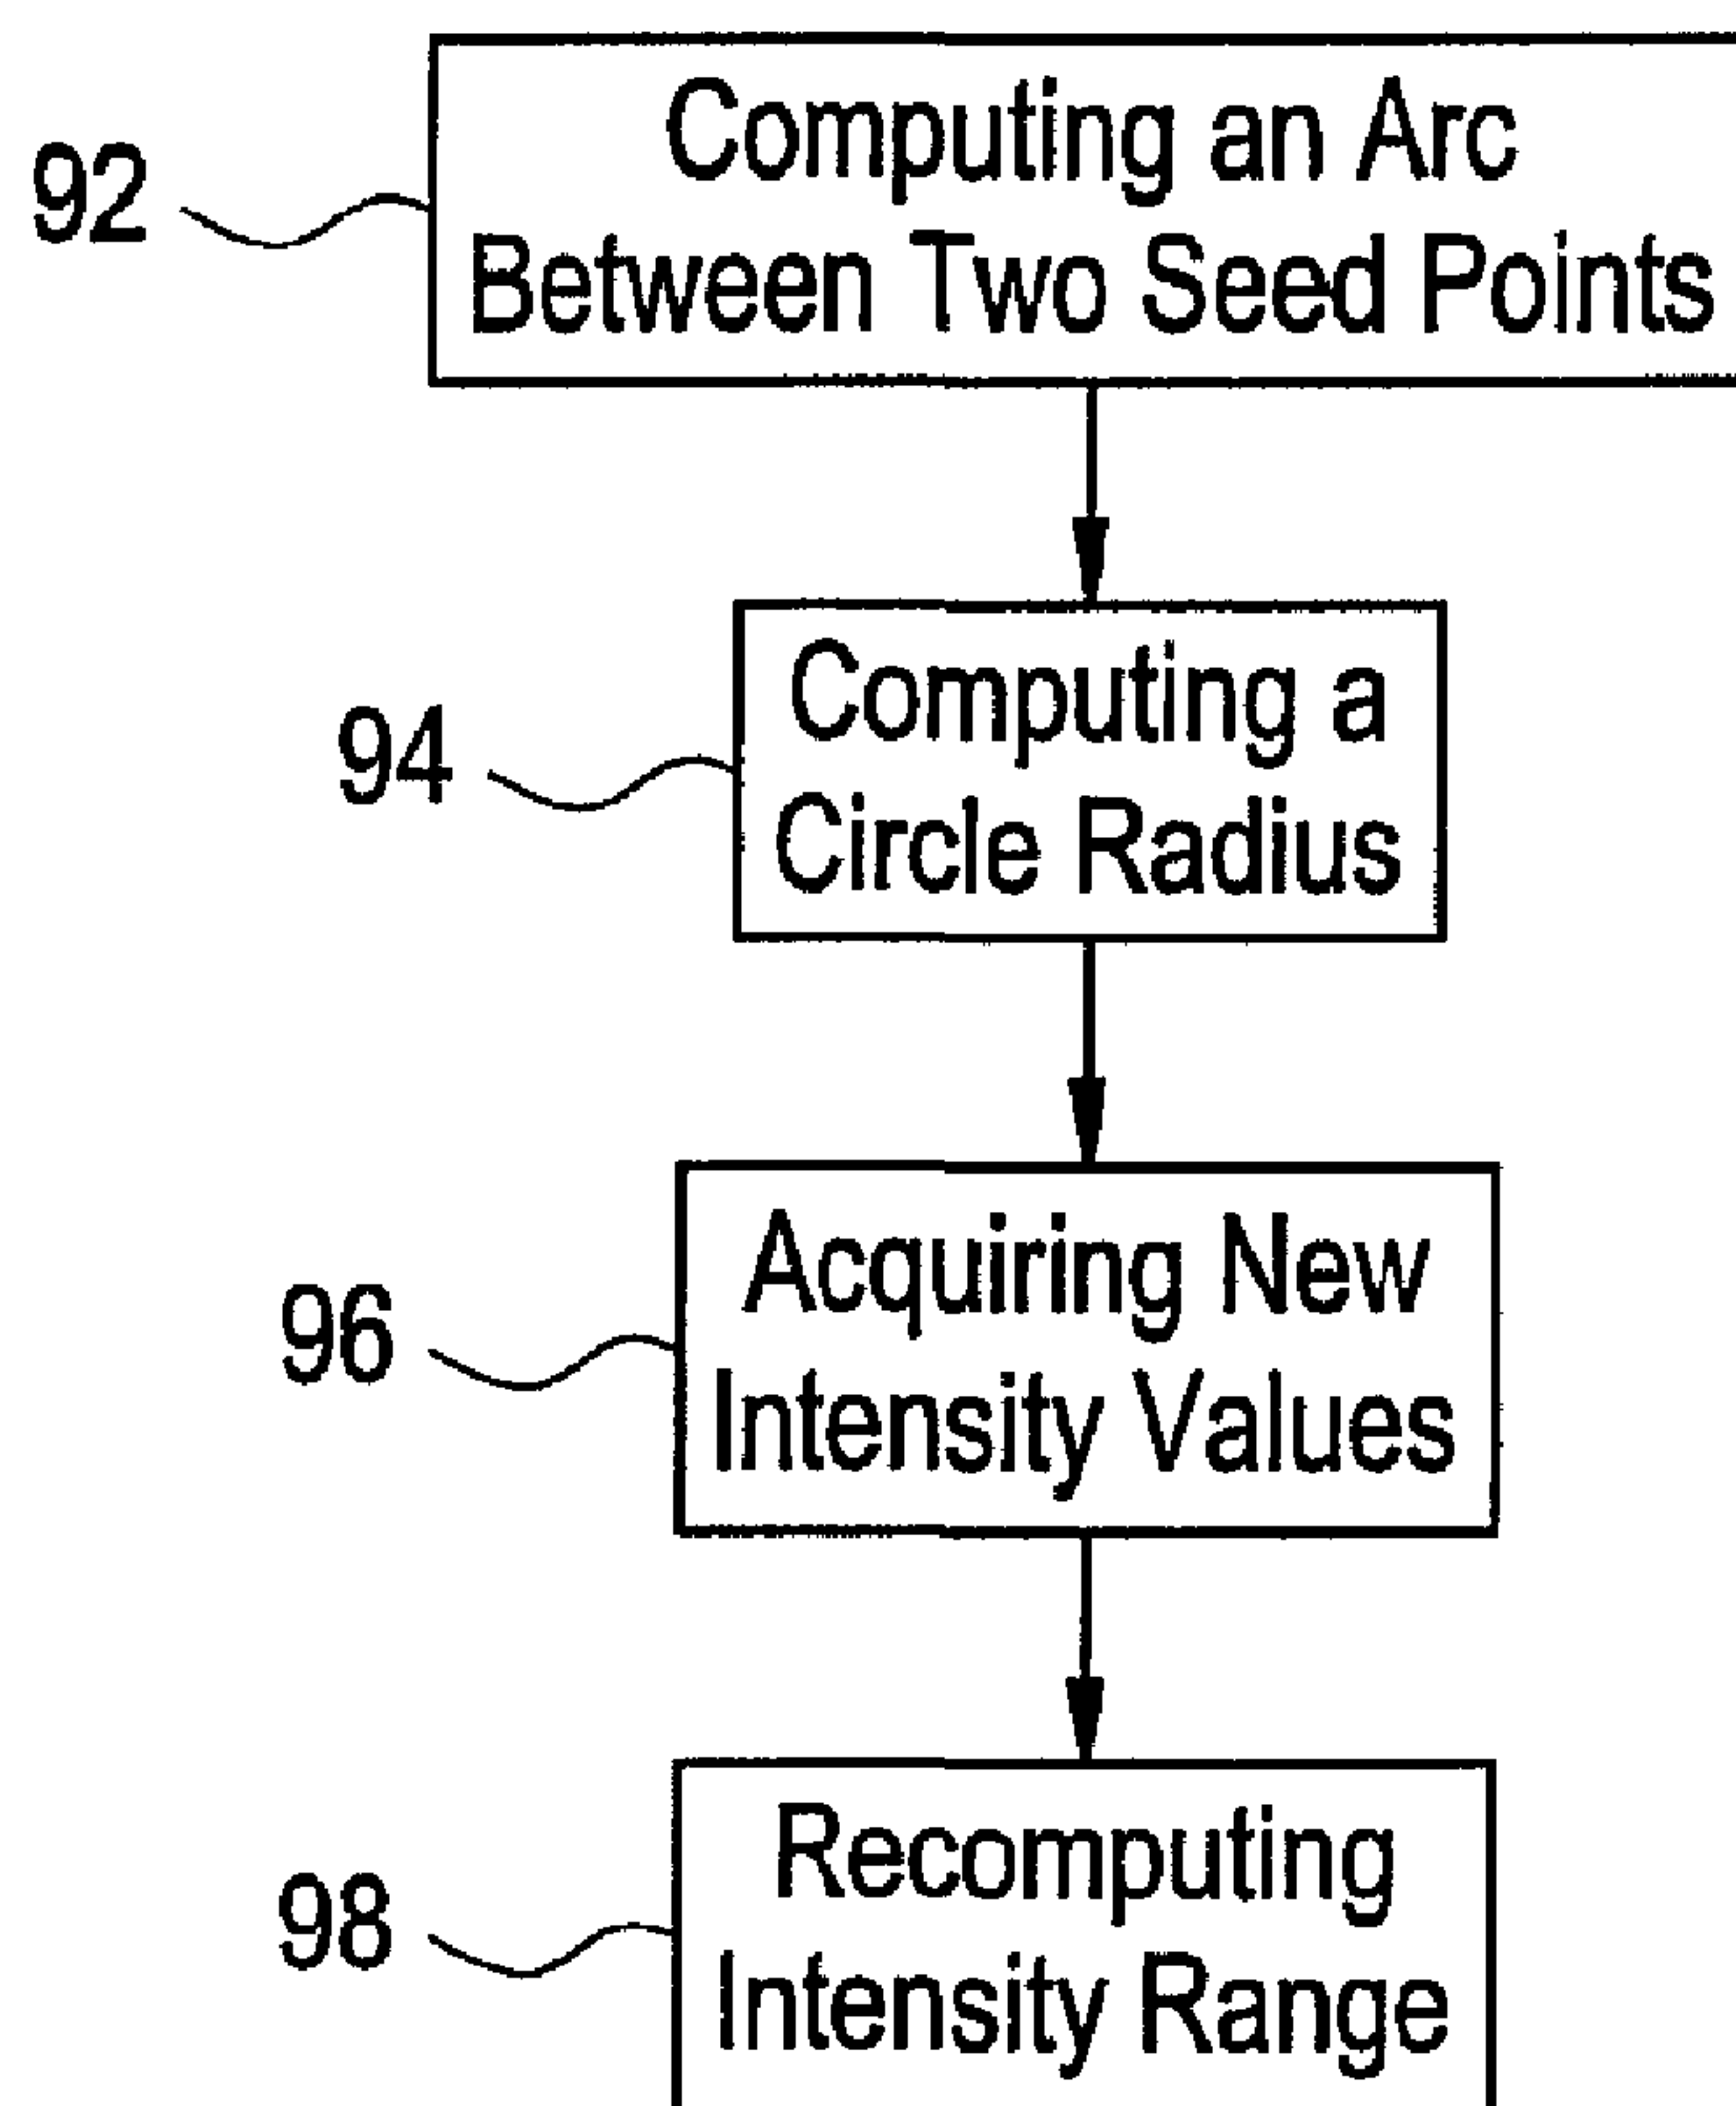 92
Computing an Arc
Between Two Seed Points
94
Computing a
Circle Radius
96
Acquiring New
Intensity Values
98
Recomputing
Intensity Range